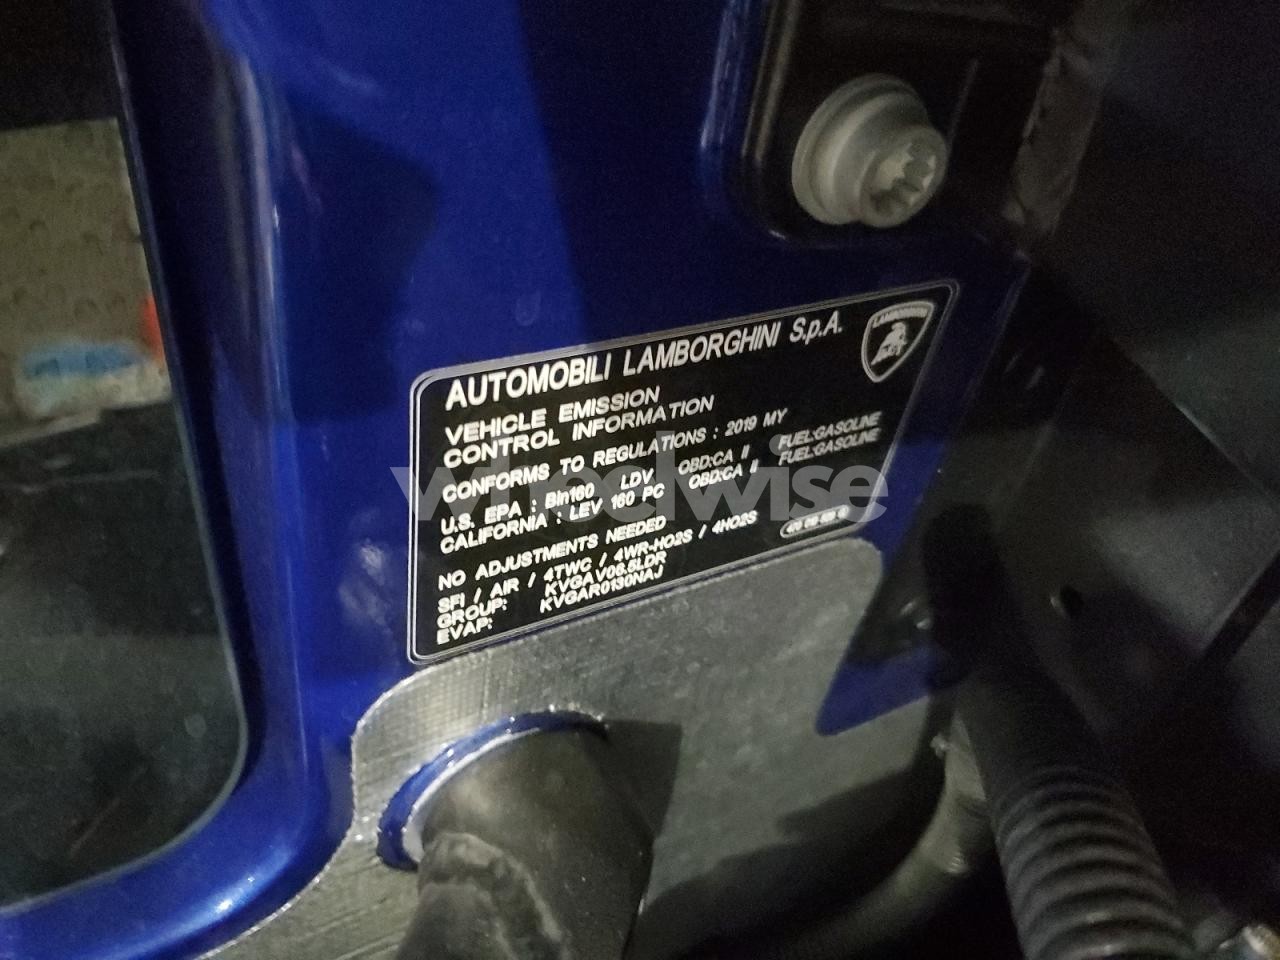 AUTOMOBILI LAMBORGHINI S.p.A.
LAMBORGHINI
VEHICLE EMISSION
CONTROL INFORMATION
CONFORMS TO REGULATIONS : 2019 MY
U.S. EPA : Bin160 LDV OBD:CA II FUEL:GASOLINE
CALIFORNIA : LEV 160 PC OBD:CA II FUEL:GASOLINE
NO ADJUSTMENTS NEEDED
SFI / AIR / 4TWC / 4WR-HO2S / 4HO2S
GROUP: KVGAV06.5LDR
EVAP: KVGAR0130NAJ
wheelwise